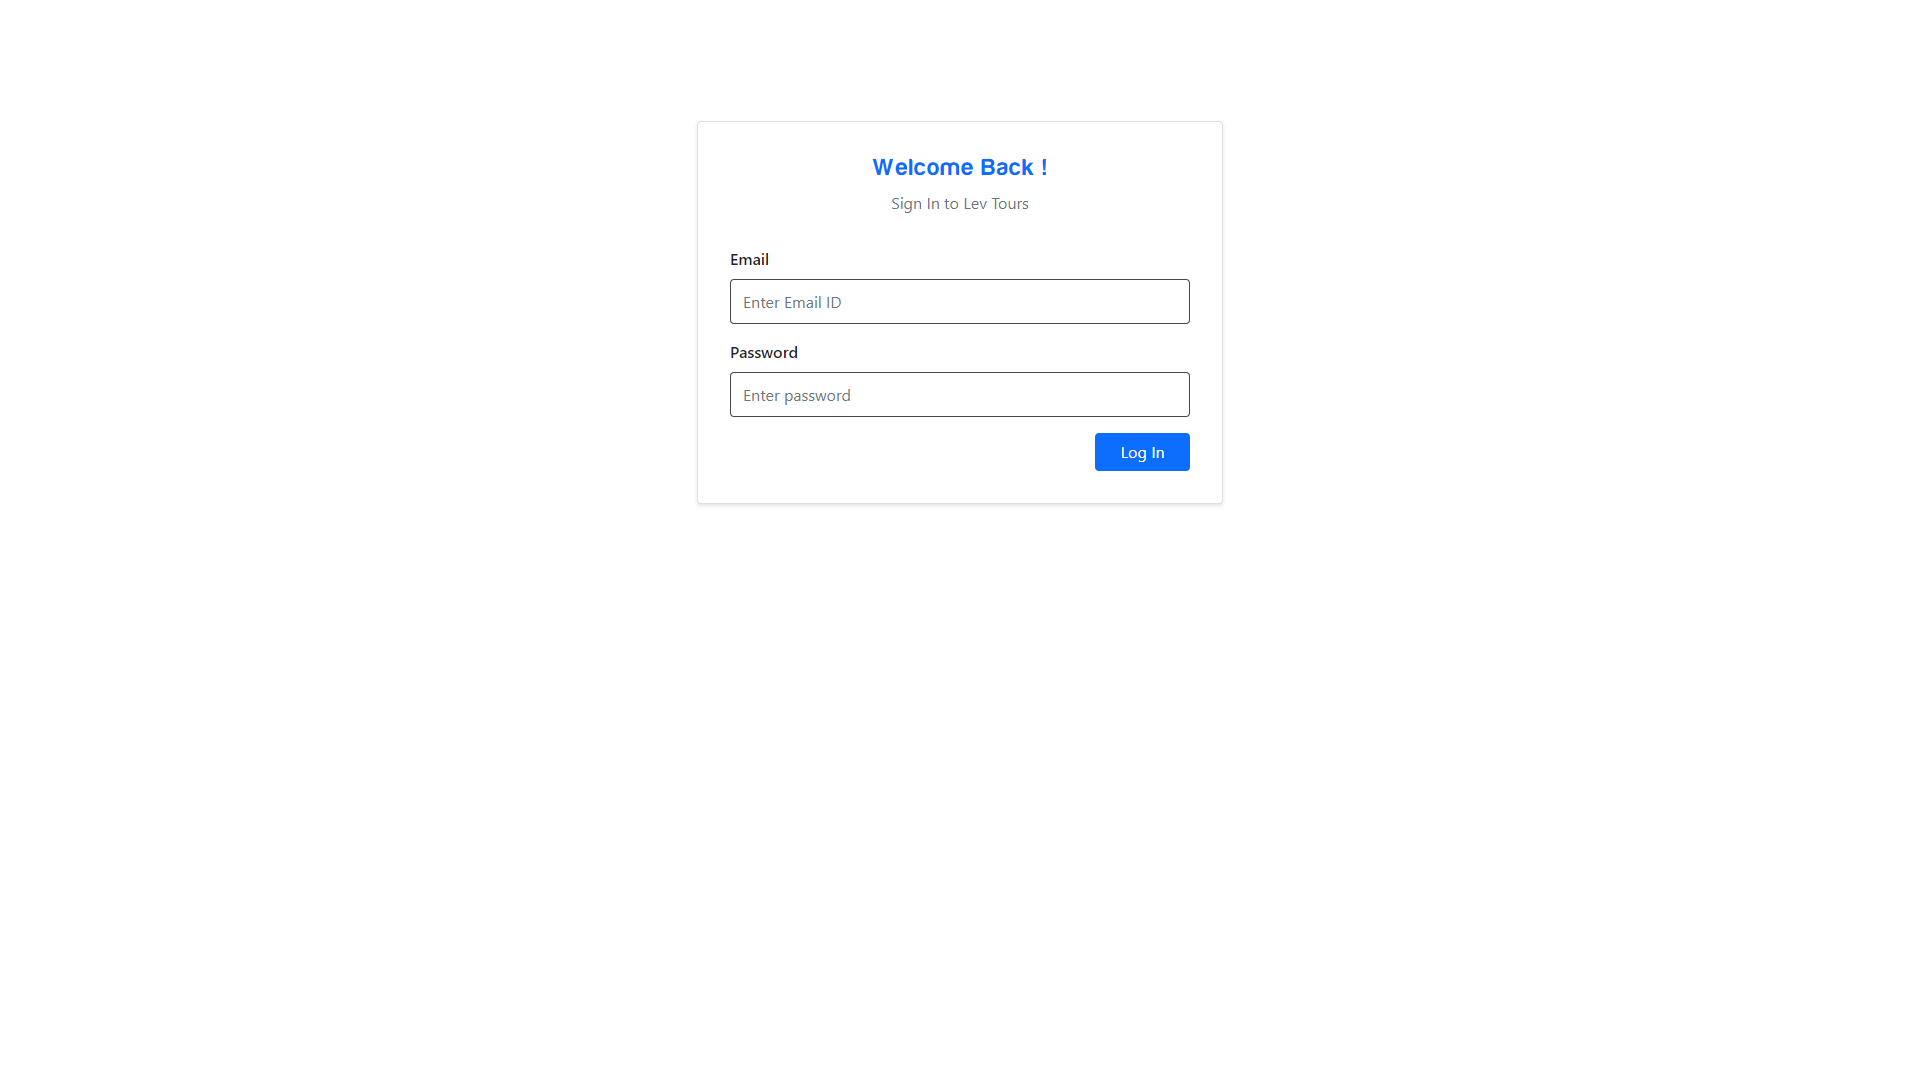 Welcome Back !
Sign In to Lev Tours
Email
Enter Email ID
Password
Enter password
Log In